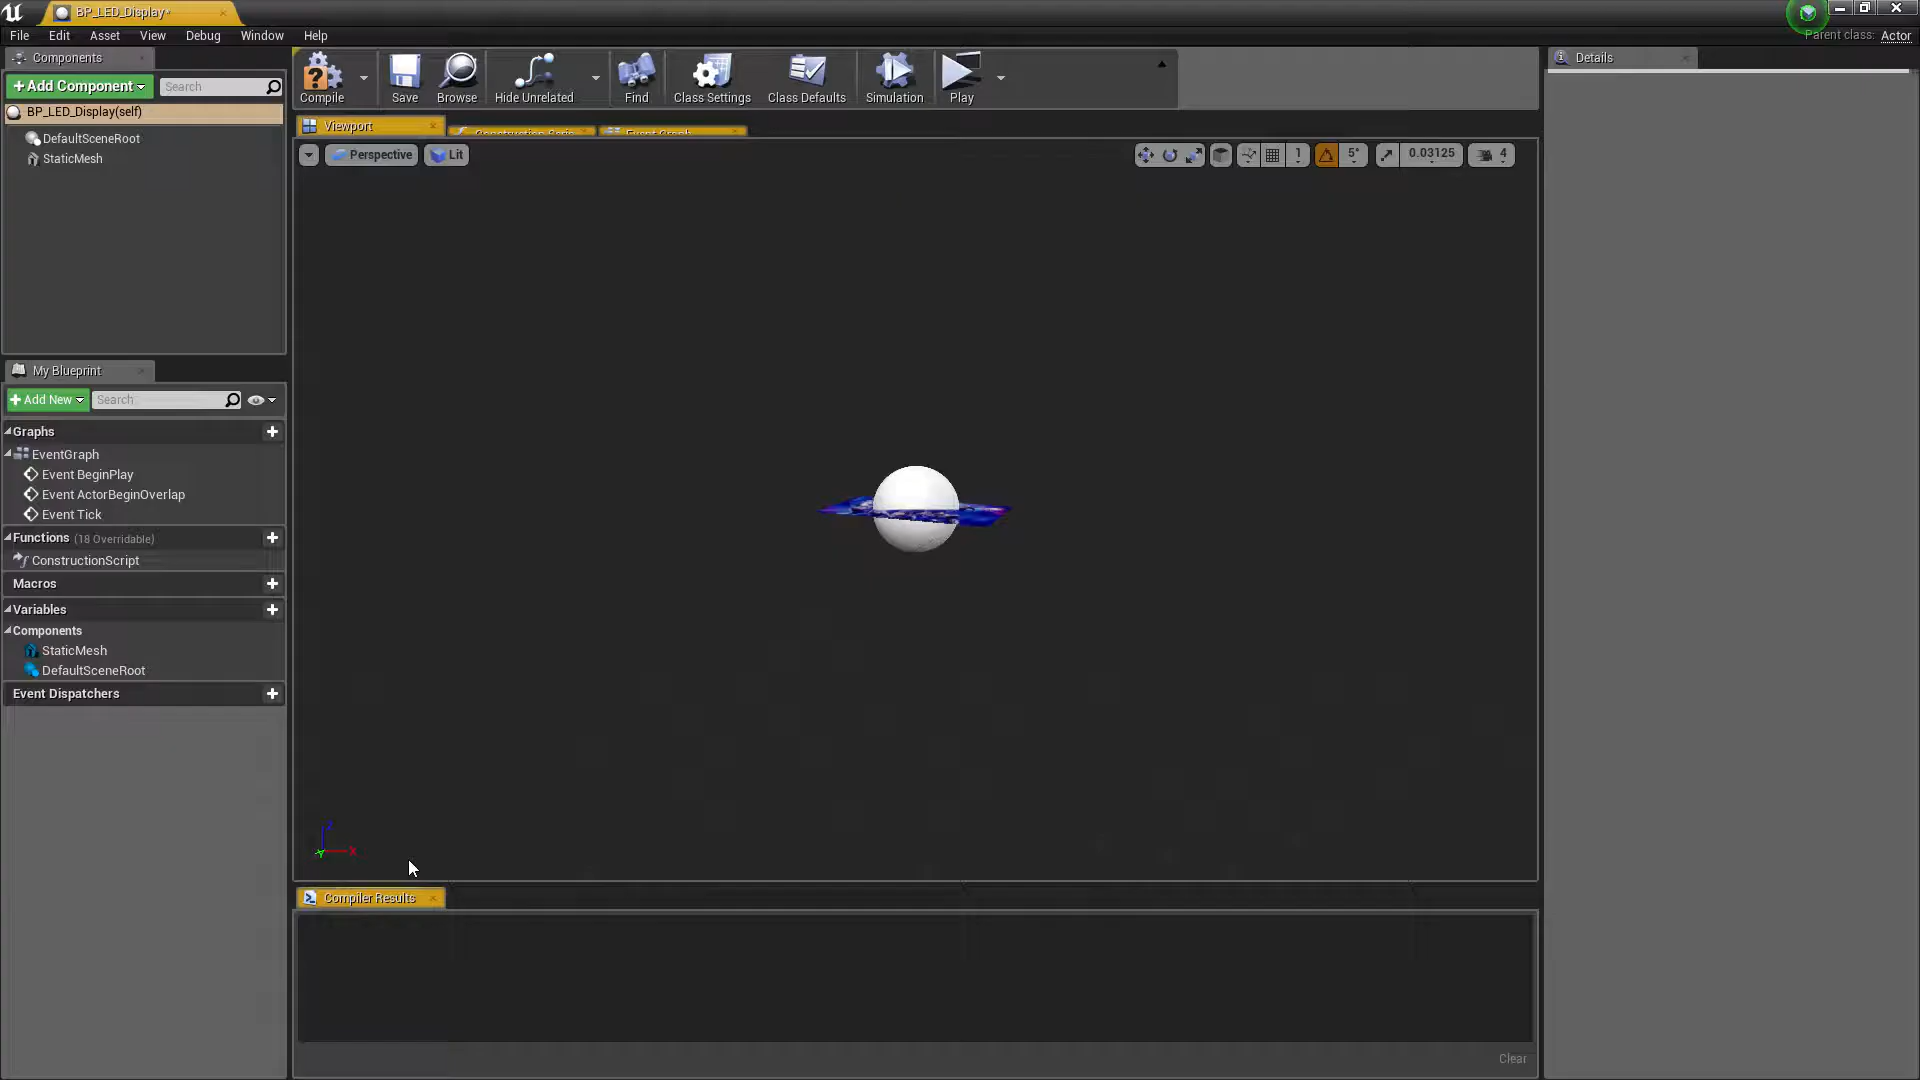 BP_LED_Display*
File Edit Asset View Debug Window Help
Parent class: Actor
Components
+Add Component
Search
BP_LED_Display(self)
DefaultSceneRoot
StaticMesh
Compile
Save
Browse
Hide Unrelated
Find
Class Settings
Class Defaults
Simulation
Play
Viewport
Construction Scrip
Event Graph
Perspective
Lit
1
5°
0.03125
4
Z
X
Y
Details
My Blueprint
+Add New
Search
Graphs
EventGraph
Event BeginPlay
Event ActorBeginOverlap
Event Tick
Functions (18 Overridable)
ConstructionScript
Macros
Variables
Components
StaticMesh
DefaultSceneRoot
Event Dispatchers
Compiler Results
Clear